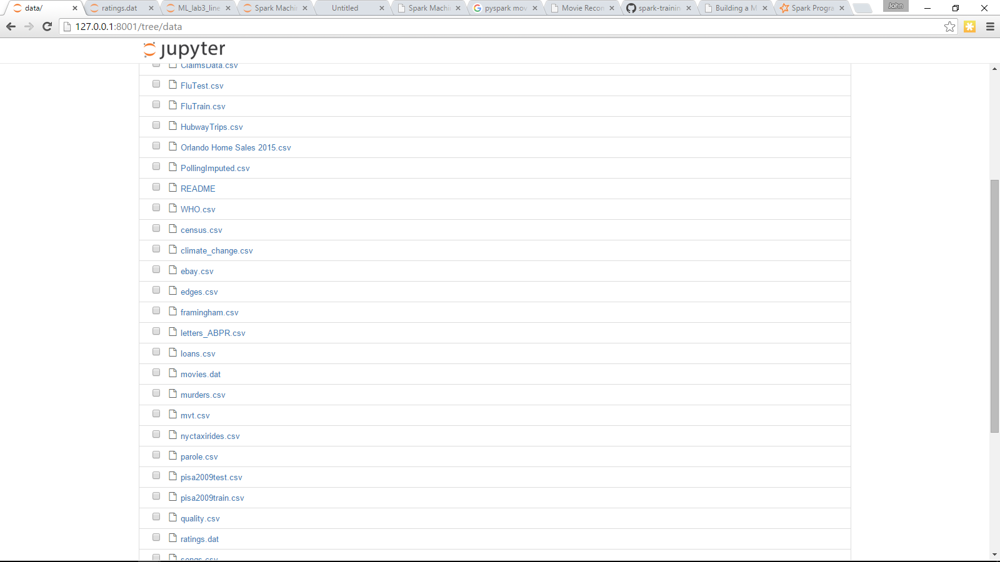 data/
ratings.dat
ML_lab3_line
Spark Machi
Untitled
Spark Machi
pyspark mov
Movie Recon
spark-trainin
Building a M
Spark Progra
John
127.0.0.1:8001/tree/data
jupyter
ClaimsData.csv
FluTest.csv
FluTrain.csv
HubwayTrips.csv
Orlando Home Sales 2015.csv
PollingImputed.csv
README
WHO.csv
census.csv
climate_change.csv
ebay.csv
edges.csv
framingham.csv
letters_ABPR.csv
loans.csv
movies.dat
murders.csv
mvt.csv
nyctaxirides.csv
parole.csv
pisa2009test.csv
pisa2009train.csv
quality.csv
ratings.dat
songs.csv